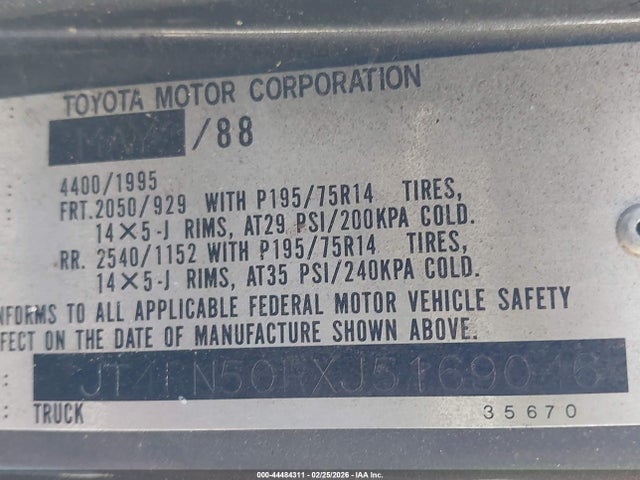 TOYOTA MOTOR CORPORATION
MAY /88
4400/1995
FRT. 2050/929 WITH P195/75R14 TIRES,
14×5-J RIMS, AT29 PSI/200KPA COLD.
RR. 2540/1152 WITH P195/75R14 TIRES,
14×5-J RIMS, AT35 PSI/240KPA COLD.
NFORMS TO ALL APPLICABLE FEDERAL MOTOR VEHICLE SAFETY
FECT ON THE DATE OF MANUFACTURE SHOWN ABOVE.
TRUCK 35670
000-44484311 - 02/25/2026 - IAA Inc.